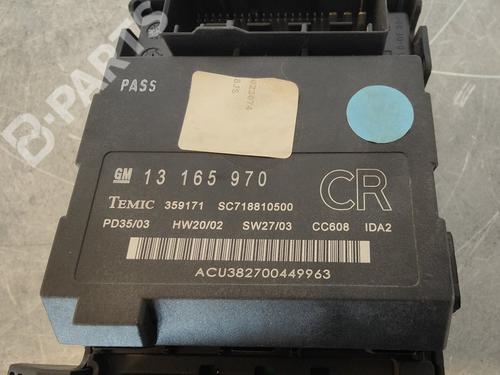 B-PARTS
PASS
GM 13 165 970
CR
TEMIC 359171 SC718810500
PD35/03 HW20/02 SW27/03 CC608 IDA2
ACU382700449963